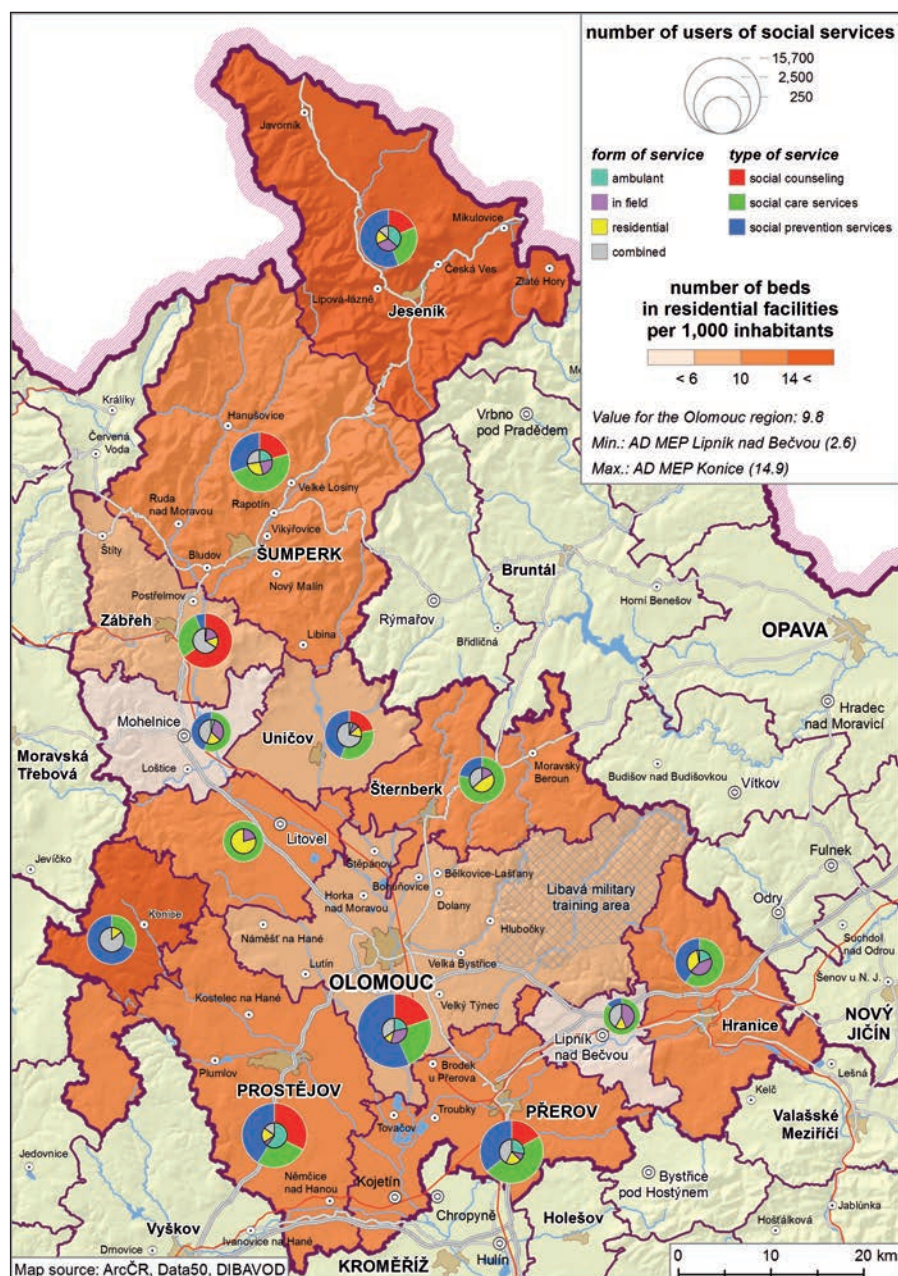 number of users of social services
15,700
2,500
250
form of service
ambulant
in field
residential
combined
type of service
social counseling
social care services
social prevention services
number of beds
in residential facilities
per 1,000 inhabitants
< 6
10
14 <
Value for the Olomouc region: 9.8
Min.: AD MEP Lipník nad Bečvou (2.6)
Max.: AD MEP Konice (14.9)
Javorník
Mikulovice
Česká Ves
Zlaté Hory
Lipová-lázně
Jeseník
Me
Králíky
Červená
Voda
Hanušovice
Vrbno
pod Pradědem
Ruda
nad Moravou
Rapotín
Velké Losiny
Vikýřovice
Štíty
Bludov
ŠUMPERK
Nový Malín
Bruntál
Postřelmov
Zábřeh
Libina
Rýmařov
Břidličná
Horní Benešov
OPAVA
Mohelnice
Loštice
Uničov
Moravská
Třebová
Šternberk
Moravský
Beroun
Hradec
nad Moravicí
Budišov nad Budišovkou
Vítkov
Jevíčko
Litovel
Štěpánov
Bohuňovice
Bělkovice-Lašťany
Horka
nad Moravou
Dolany
Libavá military
training area
Fulnek
Odry
Konice
Náměšť na Hané
Hlubočky
Suchdol
nad Odrou
Lutín
OLOMOUC
Velká Bystřice
Šenov u N. J.
Kostelec na Hané
Velký Týnec
Lipník
nad Bečvou
Hranice
NOVÝ
JIČÍN
Plumlov
PROSTĚJOV
Brodek
u Přerova
Troubky
PŘEROV
Lešná
Kelč
Valašské
Meziříčí
Tovačov
Jedovnice
Němčice
nad Hanou
Kojetín
Bystřice
pod Hostýnem
Chropyně
Holešov
Jablůnka
Vyškov
Ivanovice na Hané
Hošťálková
Drnovice
KROMĚŘÍŽ
Hulín
0
10
20 km
Map source: ArcČR, Data50, DIBAVOD